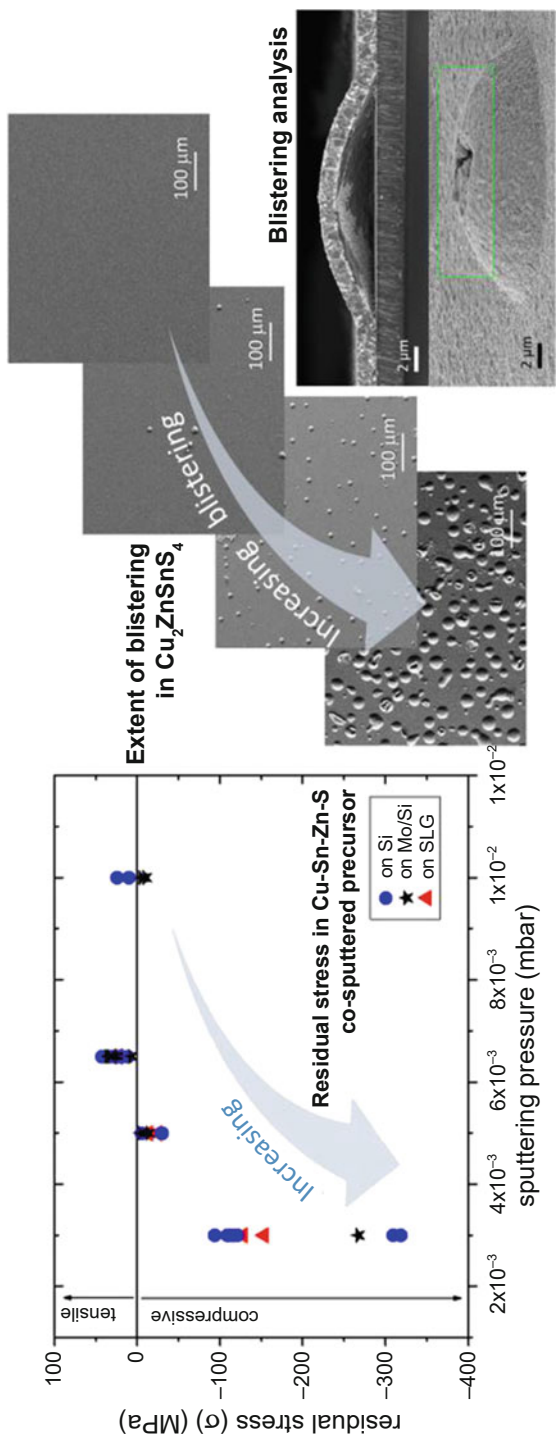 100
0
−100
−200
−300
−400
residual stress (σ) (MPa)
tensile
compressive
2x10⁻³
4x10⁻³
6x10⁻³
8x10⁻³
1x10⁻²
1x10⁻²
sputtering pressure (mbar)
Increasing
Residual stress in Cu-Sn-Zn-S
co-sputtered precursor
on Si
on Mo/Si
on SLG
Extent of blistering
in Cu₂ZnSnS₄
Increasing blistering
100 μm
100 μm
100 μm
100 μm
Blistering analysis
2 μm
2 μm